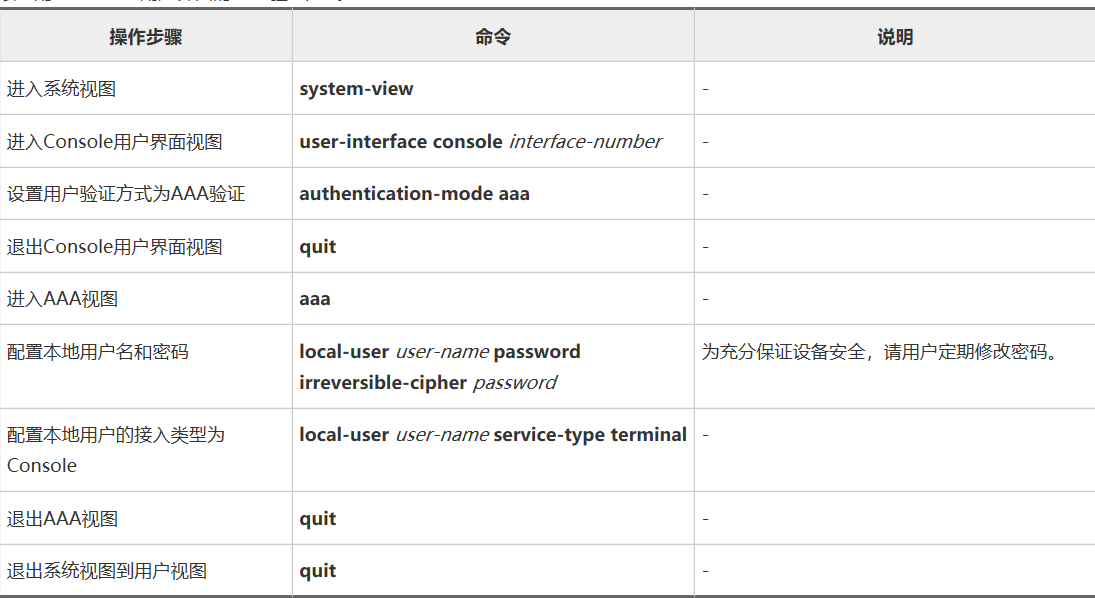 操作步骤 命令 说明
进入系统视图 system-view -
进入Console用户界面视图 user-interface console interface-number -
设置用户验证方式为AAA验证 authentication-mode aaa -
退出Console用户界面视图 quit -
进入AAA视图 aaa -
配置本地用户名和密码 local-user user-name password 为充分保证设备安全，请用户定期修改密码。
irreversible-cipher password
配置本地用户的接入类型为 local-user user-name service-type terminal -
Console
退出AAA视图 quit -
退出系统视图到用户视图 quit -